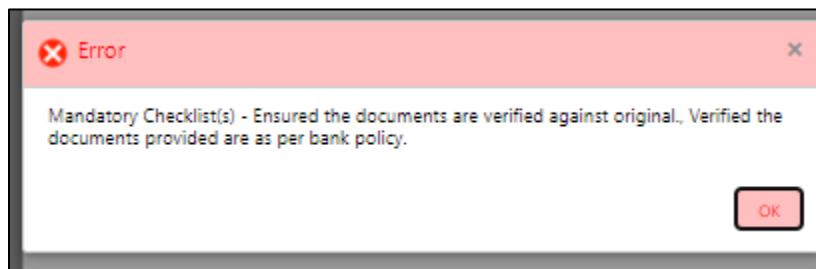 Error
Mandatory Checklist(s) - Ensured the documents are verified against original., Verified the
documents provided are as per bank policy.
OK